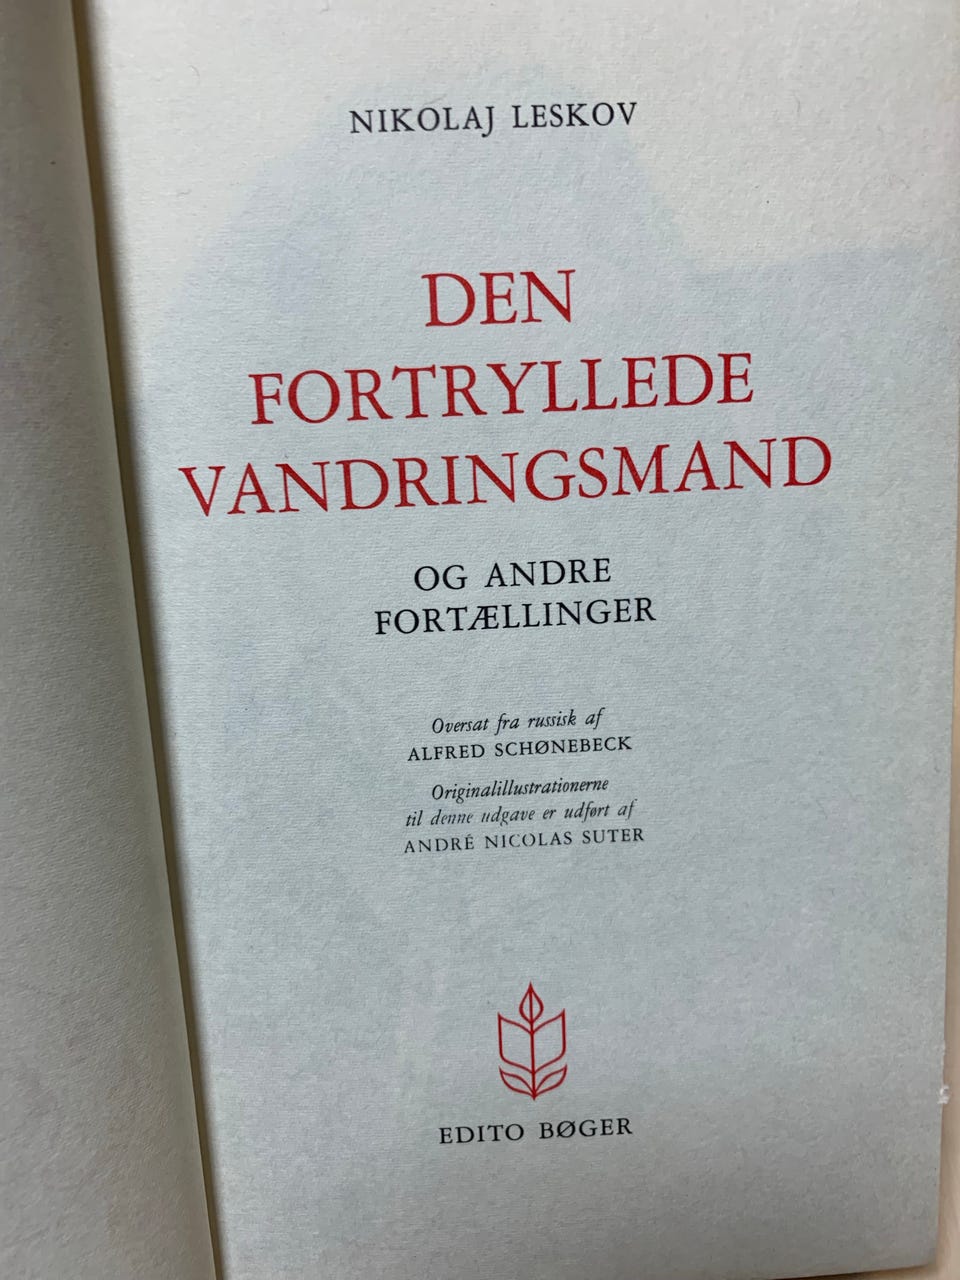 NIKOLAJ LESKOV
DEN
FORTRYLLEDE
VANDRINGSMAND
OG ANDRE
FORTÆLLINGER
Oversat fra russisk af
ALFRED SCHØNEBECK
Originalillustrationerne
til denne udgave er udført af
ANDRÉ NICOLAS SUTER
EDITO BØGER